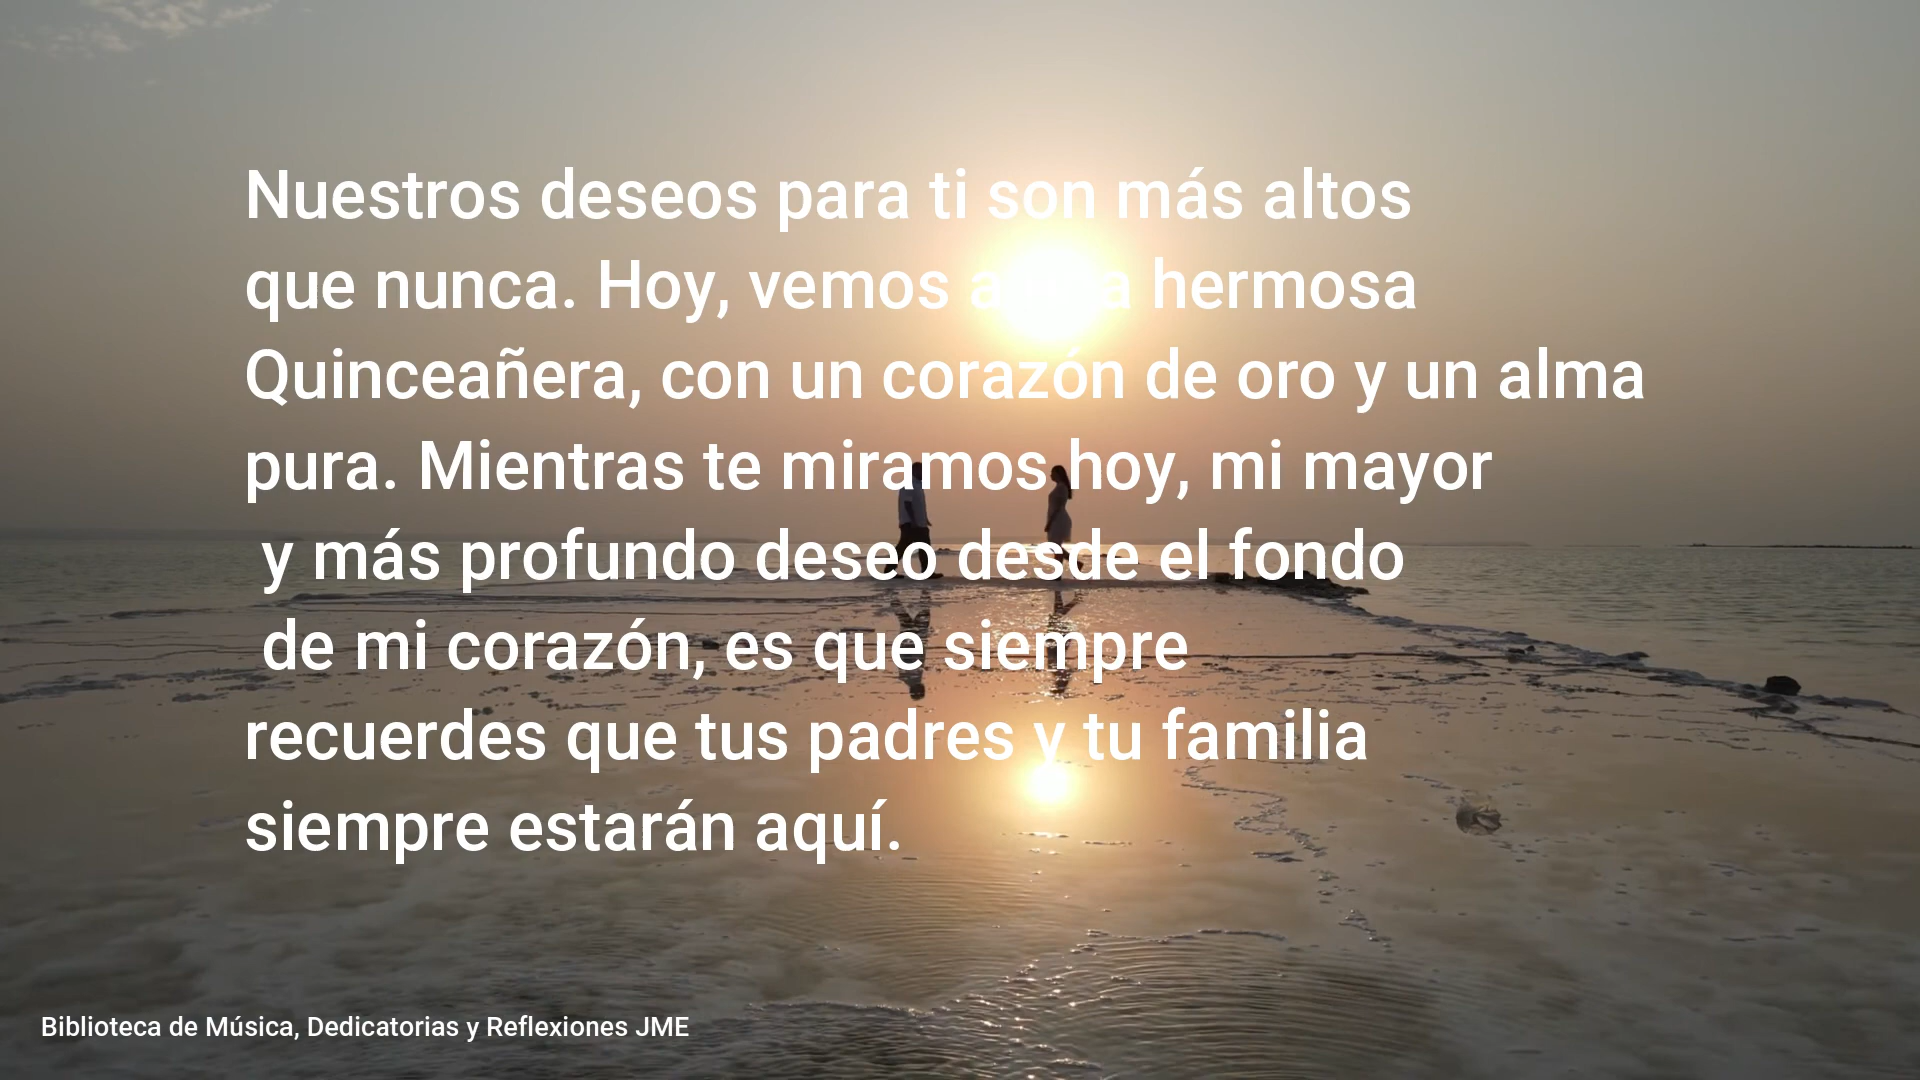 Nuestros deseos para ti son más altos
que nunca. Hoy, vemos a una hermosa
Quinceañera, con un corazón de oro y un alma
pura. Mientras te miramos hoy, mi mayor
y más profundo deseo desde el fondo
de mi corazón, es que siempre
recuerdes que tus padres y tu familia
siempre estarán aquí.
Biblioteca de Música, Dedicatorias y Reflexiones JME